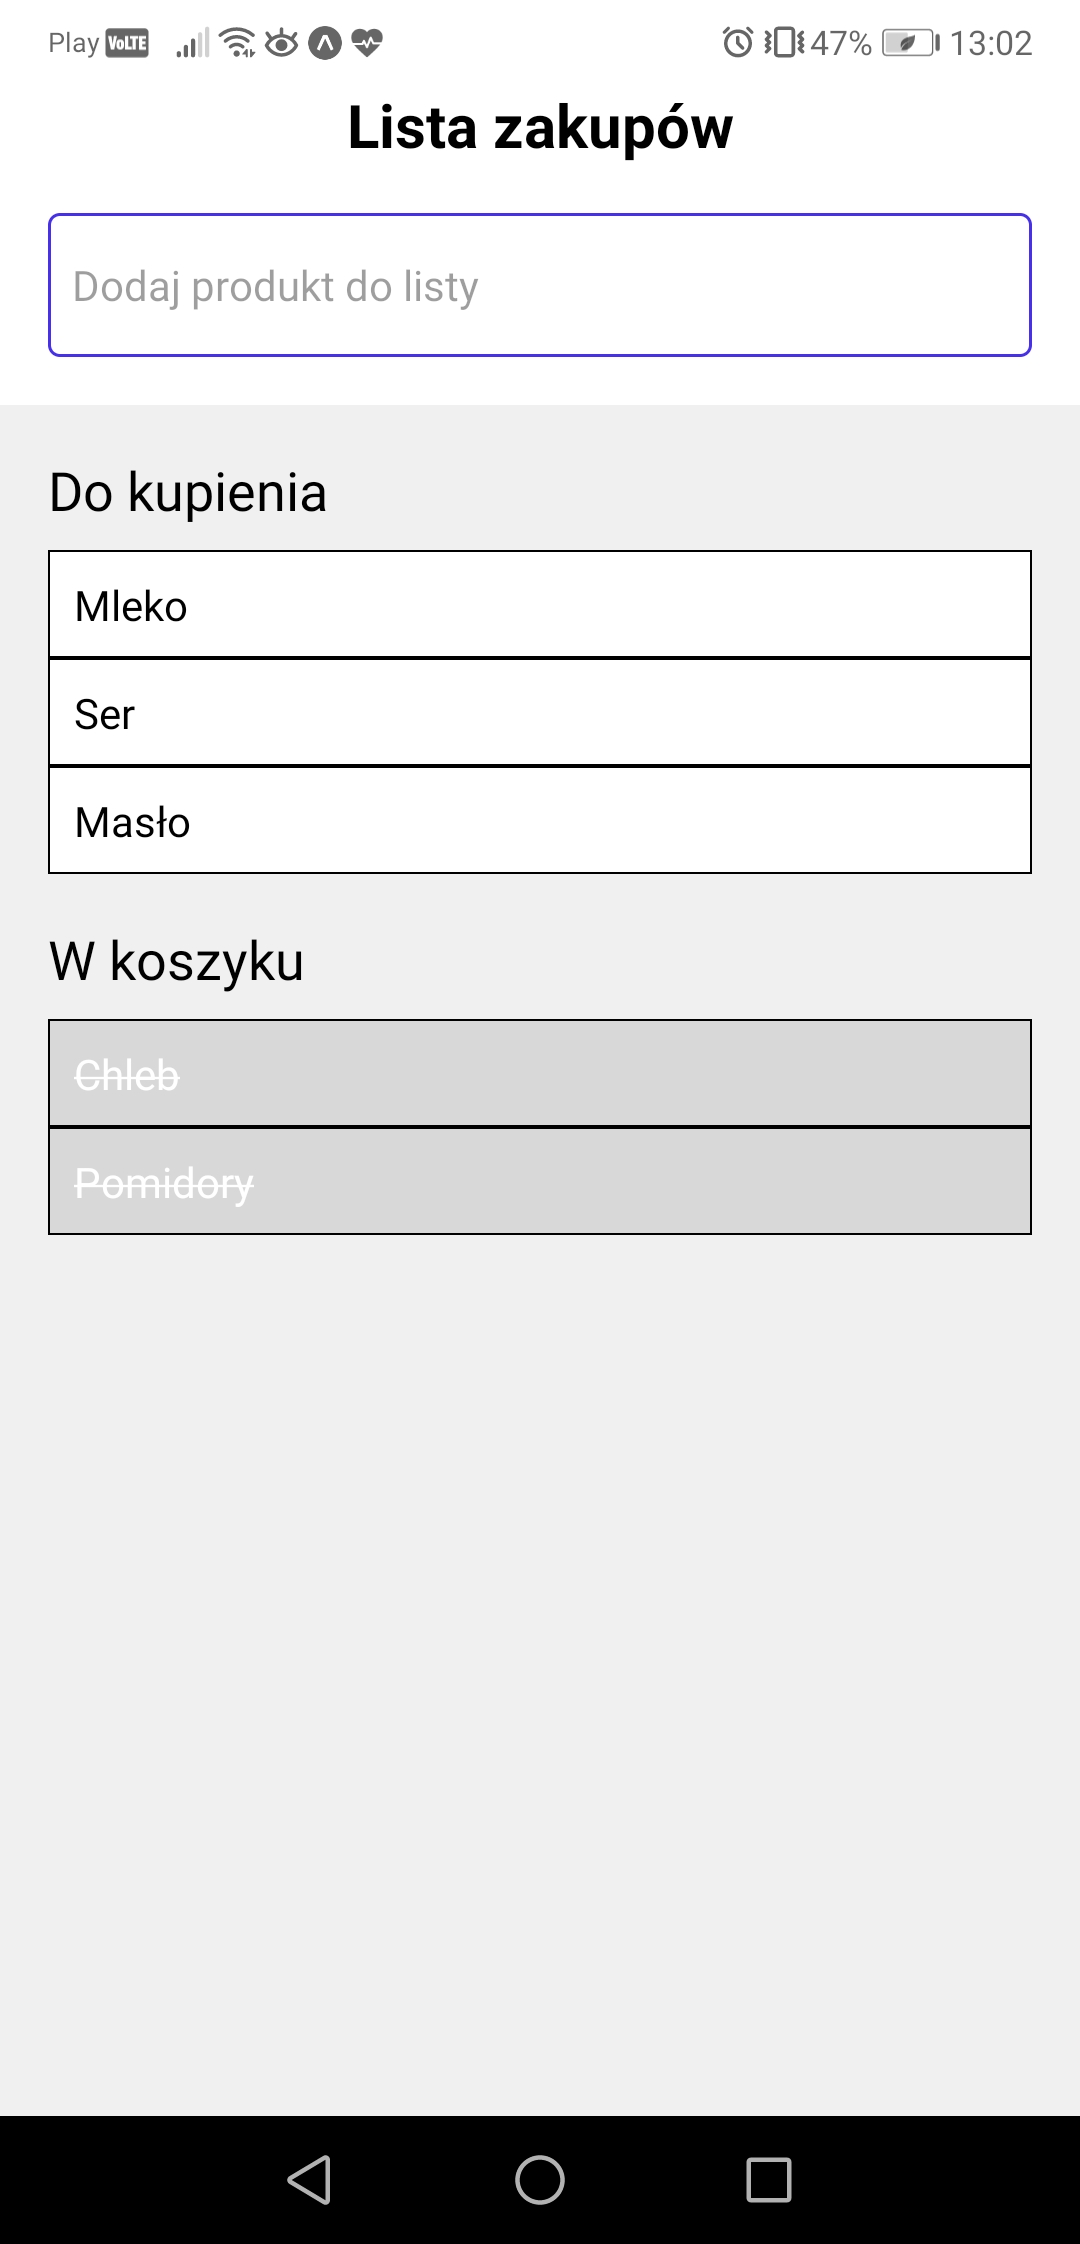 Play VoLTE 47% 13:02
Lista zakupów
Dodaj produkt do listy
Do kupienia
Mleko
Ser
Masło
W koszyku
Chleb
Pomidory